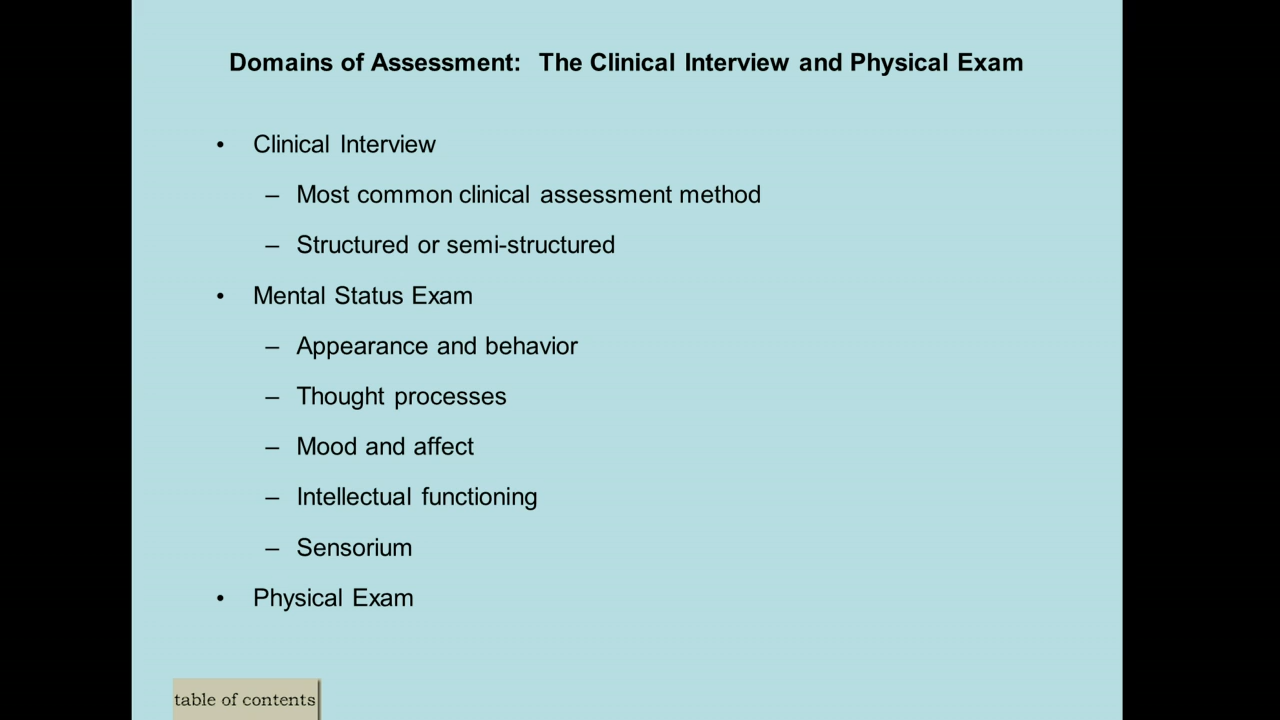 Domains of Assessment: The Clinical Interview and Physical Exam
• Clinical Interview
– Most common clinical assessment method
– Structured or semi-structured
• Mental Status Exam
– Appearance and behavior
– Thought processes
– Mood and affect
– Intellectual functioning
– Sensorium
• Physical Exam
table of contents